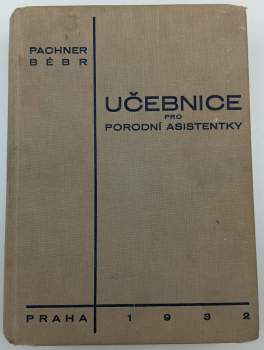 PACHNER
BÉBR
UČEBNICE
PRO
PORODNÍ ASISTENTKY
PRAHA 1932